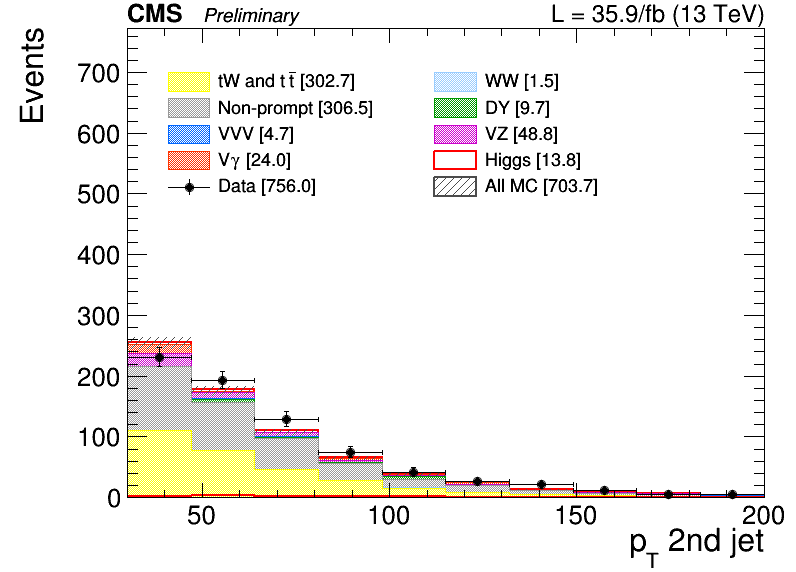 CMS Preliminary L = 35.9/fb (13 TeV)
Events
700
600
500
400
300
200
100
0
tW and t t̄ [302.7]
Non-prompt [306.5]
VVV [4.7]
Vγ [24.0]
Data [756.0]
WW [1.5]
DY [9.7]
VZ [48.8]
Higgs [13.8]
All MC [703.7]
50 100 150 200
p_T 2nd jet